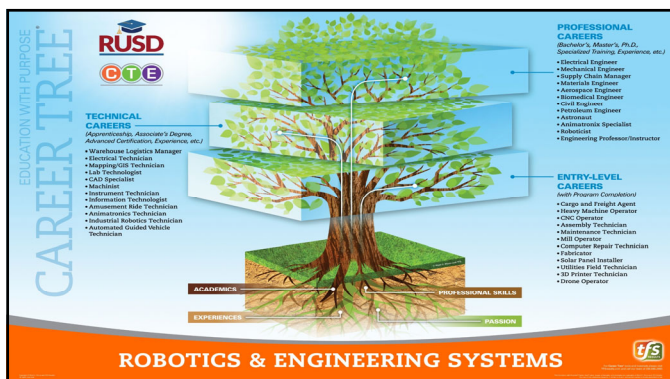 EDUCATION WITH PURPOSE
CAREER TREE
RUSD
CTE
TECHNICAL
CAREERS
(Apprenticeship, Associate's Degree,
Advanced Certification, Experience, etc.)
• Warehouse Logistics Manager
• Electrical Technician
• Mapping/GIS Technician
• Lab Technologist
• CAD Specialist
• Machinist
• Instrument Technician
• Information Technologist
• Amusement Ride Technician
• Animatronics Technician
• Industrial Robotics Technician
• Automated Guided Vehicle
Technician
PROFESSIONAL
CAREERS
(Bachelor's, Master's, Ph.D.,
Specialized Training, Experience, etc.)
• Electrical Engineer
• Mechanical Engineer
• Supply Chain Manager
• Materials Engineer
• Aerospace Engineer
• Biomedical Engineer
• Civil Engineer
• Petroleum Engineer
• Astronaut
• Animatronix Specialist
• Roboticist
• Engineering Professor/Instructor
ENTRY-LEVEL
CAREERS
(with Program Completion)
• Cargo and Freight Agent
• Heavy Machine Operator
• CNC Operator
• Assembly Technician
• Maintenance Technician
• Mill Operator
• Computer Repair Technician
• Fabricator
• Solar Panel Installer
• Utilities Field Technician
• 3D Printer Technician
• Drone Operator
ACADEMICS
PROFESSIONAL SKILLS
EXPERIENCES
PASSION
ROBOTICS & ENGINEERING SYSTEMS
tfs